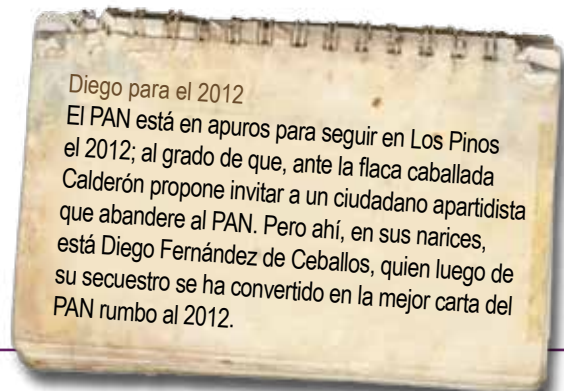 Diego para el 2012
El PAN está en apuros para seguir en Los Pinos
el 2012; al grado de que, ante la flaca caballada
Calderón propone invitar a un ciudadano apartidista
que abandere al PAN. Pero ahí, en sus narices,
está Diego Fernández de Ceballos, quien luego de
su secuestro se ha convertido en la mejor carta del
PAN rumbo al 2012.